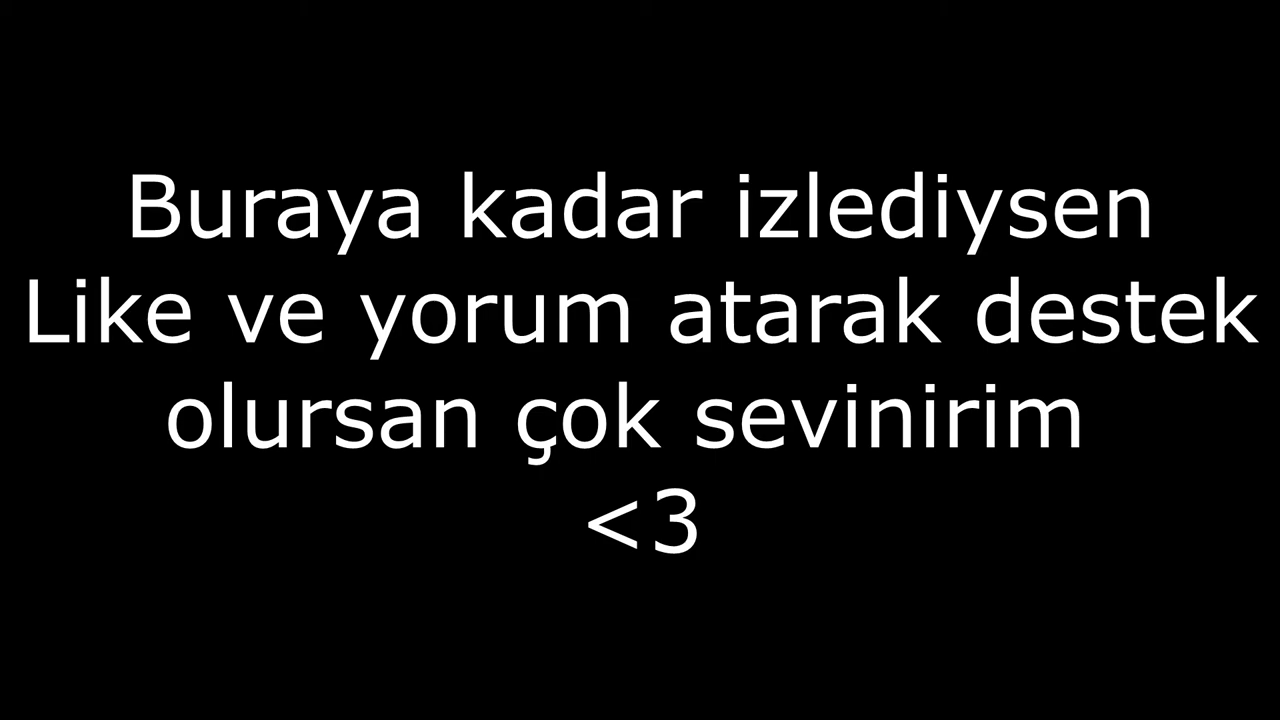 Buraya kadar izlediysen
Like ve yorum atarak destek
olursan çok sevinirim
<3